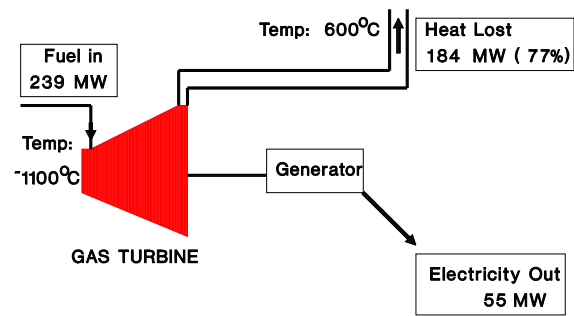 Temp: 600°C
Heat Lost
184 MW ( 77%)
Fuel in
239 MW
Temp:
~1100°C
Generator
GAS TURBINE
Electricity Out
55 MW